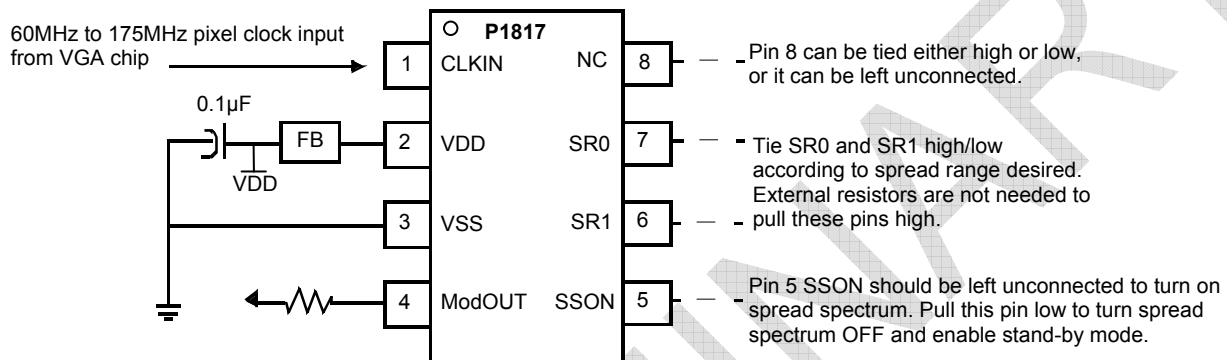 60MHz to 175MHz pixel clock input
from VGA chip
0.1µF
FB
VDD
P1817
1 CLKIN NC 8
2 VDD SR0 7
3 VSS SR1 6
4 ModOUT SSON 5
Pin 8 can be tied either high or low,
or it can be left unconnected.
Tie SR0 and SR1 high/low
according to spread range desired.
External resistors are not needed to
pull these pins high.
Pin 5 SSON should be left unconnected to turn on
spread spectrum. Pull this pin low to turn spread
spectrum OFF and enable stand-by mode.